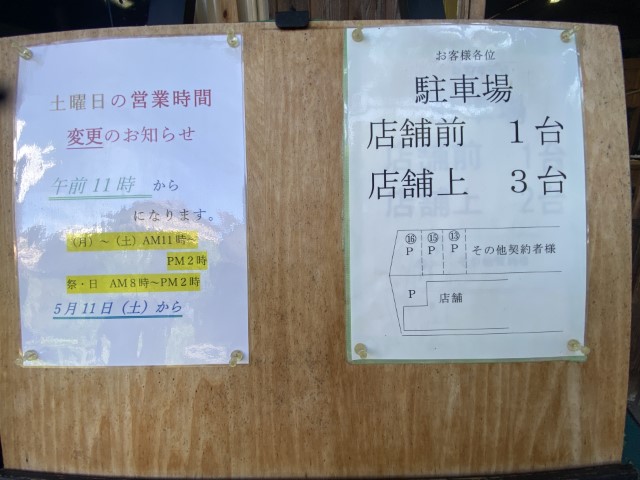 土曜日の営業時間
変更のお知らせ
午前11時 から
になります。
（月）～（土）AM11時～
PM２時
祭・日 AM８時～PM２時
５月11日（土）から
お客様各位
駐車場
店舗前 １台
店舗上 ３台
⑯ ⑮ ⑬
P P P その他契約者様
P 店舗